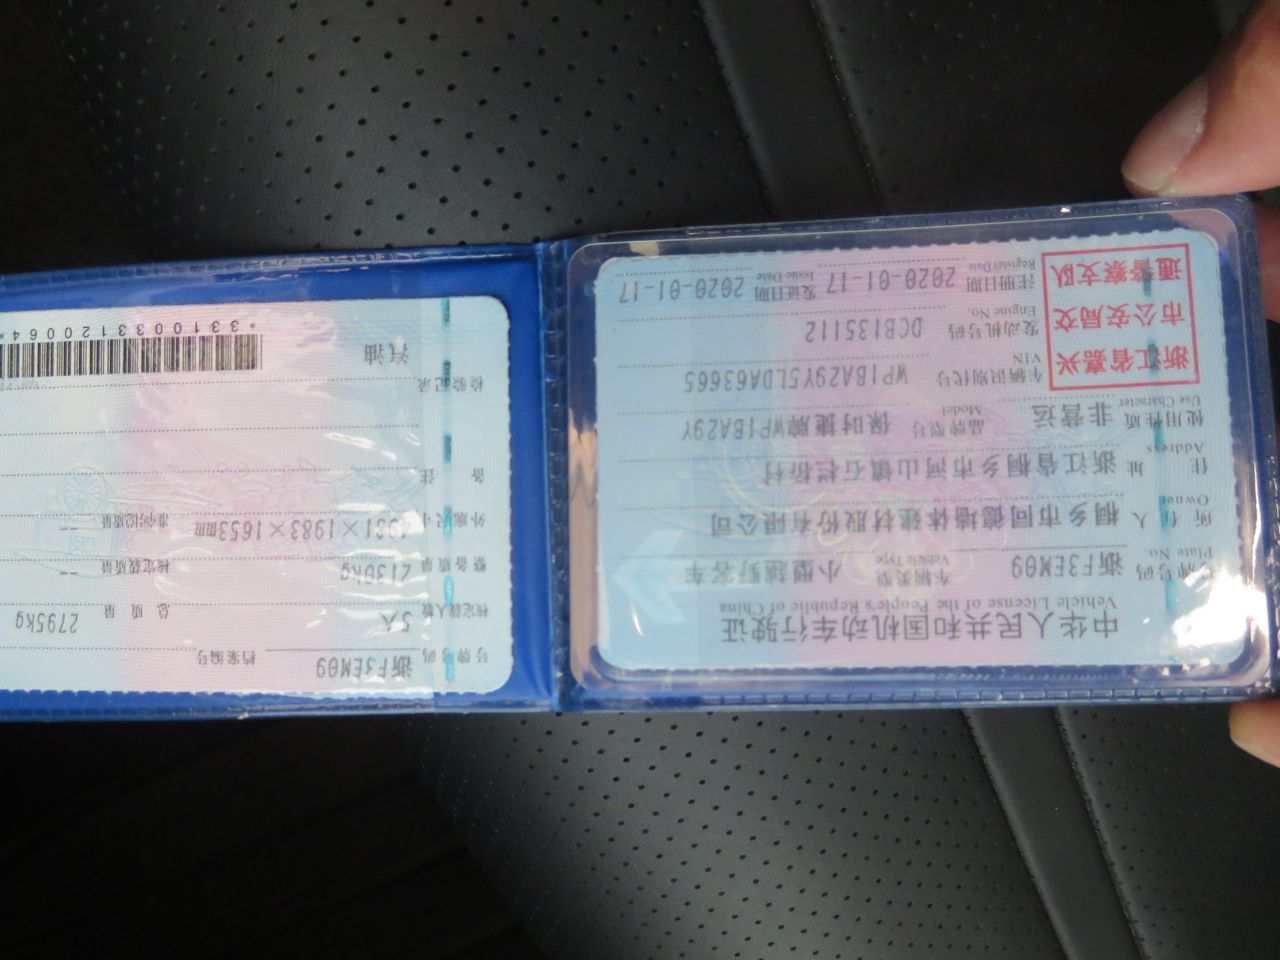 中华人民共和国机动车行驶证
Vehicle License of the People's Republic of China
号牌号码 浙F3EM09 车辆类型 小型越野客车
Plate No. Vehicle Type
所有人 桐乡市同德墙体建材股份有限公司
Owner
住址 浙江省桐乡市河山镇石栏桥村
Address
使用性质 非营运 品牌型号 保时捷牌WP1BA29Y
Use Character Model
浙江省嘉兴
市公安局交
通警察支队
车辆识别代号 WP1BA29Y5LDA63665
VIN
发动机号码 DCB135112
Engine No.
注册日期 2020-01-17 发证日期 2020-01-17
Register Date Issue Date
号牌号码 浙F3EM09 档案编号
核定载人数 5人 总质量 2795kg
整备质量 2130kg 核定载质量 --
外廓尺寸 ×1983×1653mm 准牵引总质量 --
备注
检验记录
汽油
*3310033120064*